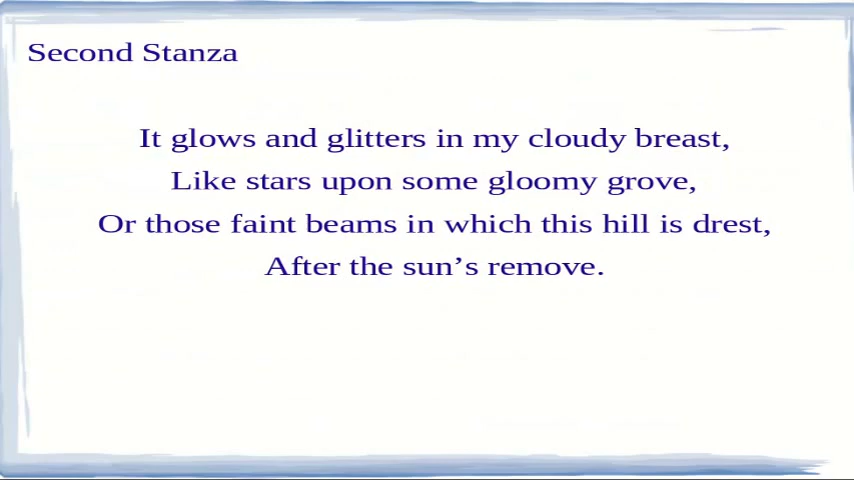 Second Stanza
It glows and glitters in my cloudy breast,
Like stars upon some gloomy grove,
Or those faint beams in which this hill is drest,
After the sun’s remove.